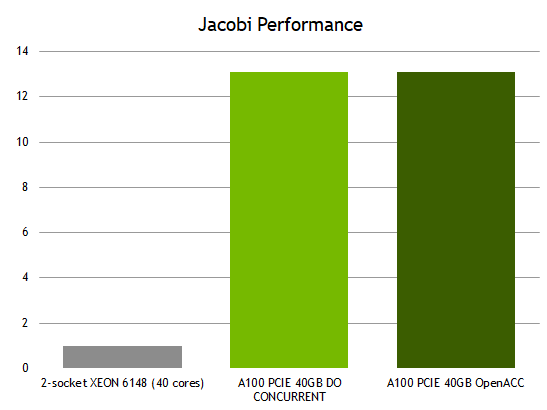 Jacobi Performance
14
12
10
8
6
4
2
0
2-socket XEON 6148 (40 cores)
A100 PCIE 40GB DO
CONCURRENT
A100 PCIE 40GB OpenACC